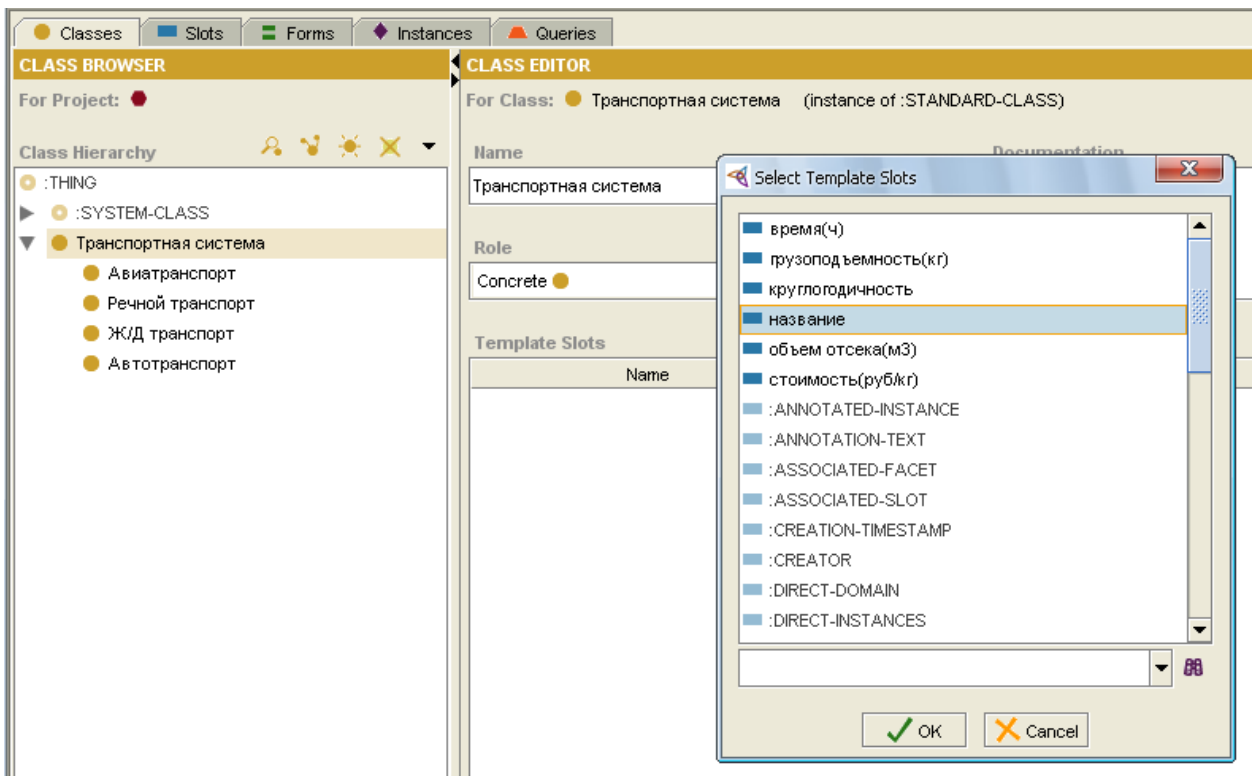 Classes Slots Forms Instances Queries
CLASS BROWSER
For Project:
Class Hierarchy
:THING
:SYSTEM-CLASS
Транспортная система
Авиатранспорт
Речной транспорт
Ж/Д транспорт
Автотранспорт
CLASS EDITOR
For Class: Транспортная система (instance of :STANDARD-CLASS)
Name Documentation
Транспортная система
Role
Concrete
Template Slots
Name
Select Template Slots
время(ч)
грузоподъемность(кг)
круглогодичность
название
объем отсека(м3)
стоимость(руб/кг)
:ANNOTATED-INSTANCE
:ANNOTATION-TEXT
:ASSOCIATED-FACET
:ASSOCIATED-SLOT
:CREATION-TIMESTAMP
:CREATOR
:DIRECT-DOMAIN
:DIRECT-INSTANCES
OK Cancel